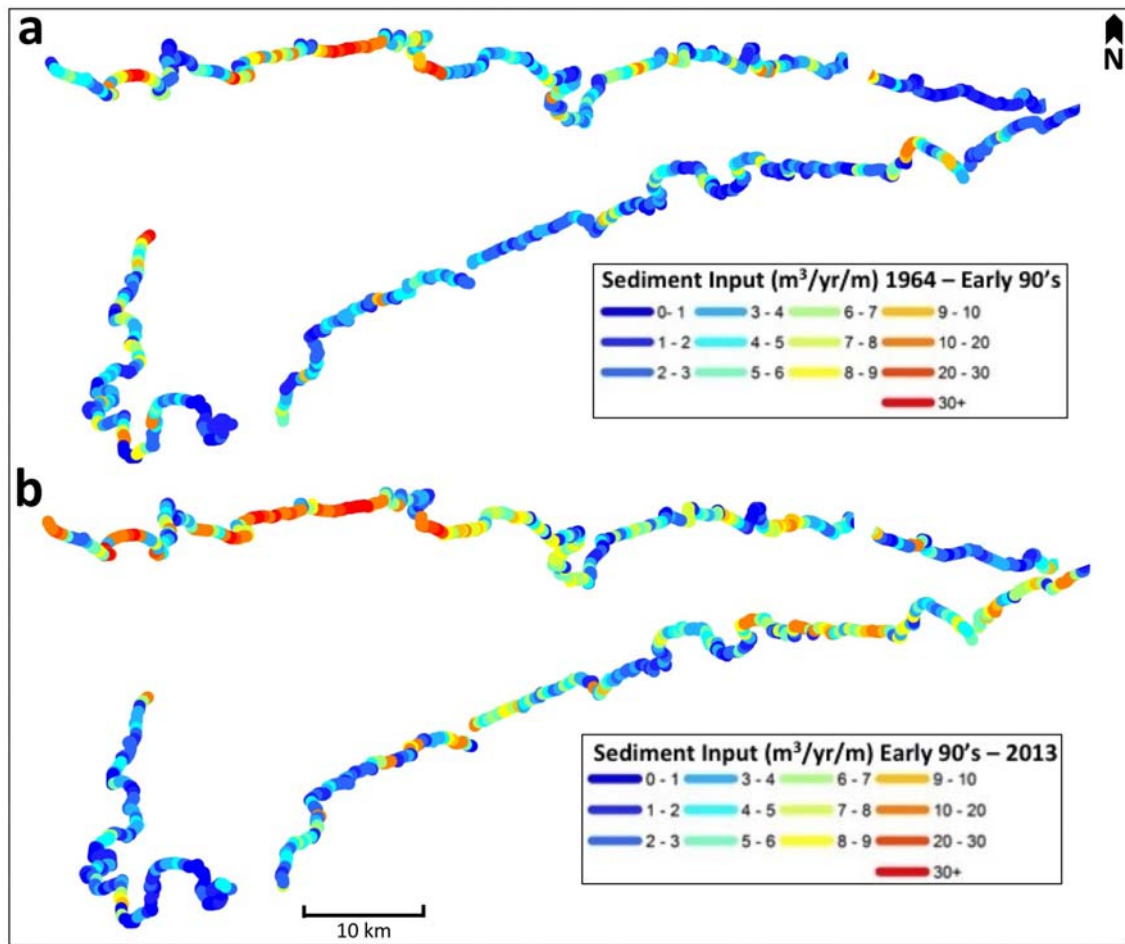 a
N
Sediment Input (m³/yr/m) 1964 – Early 90's
0- 1 3 - 4 6 - 7 9 - 10
1 - 2 4 - 5 7 - 8 10 - 20
2 - 3 5 - 6 8 - 9 20 - 30
30+
b
Sediment Input (m³/yr/m) Early 90's – 2013
0 - 1 3 - 4 6 - 7 9 - 10
1 - 2 4 - 5 7 - 8 10 - 20
2 - 3 5 - 6 8 - 9 20 - 30
30+
10 km